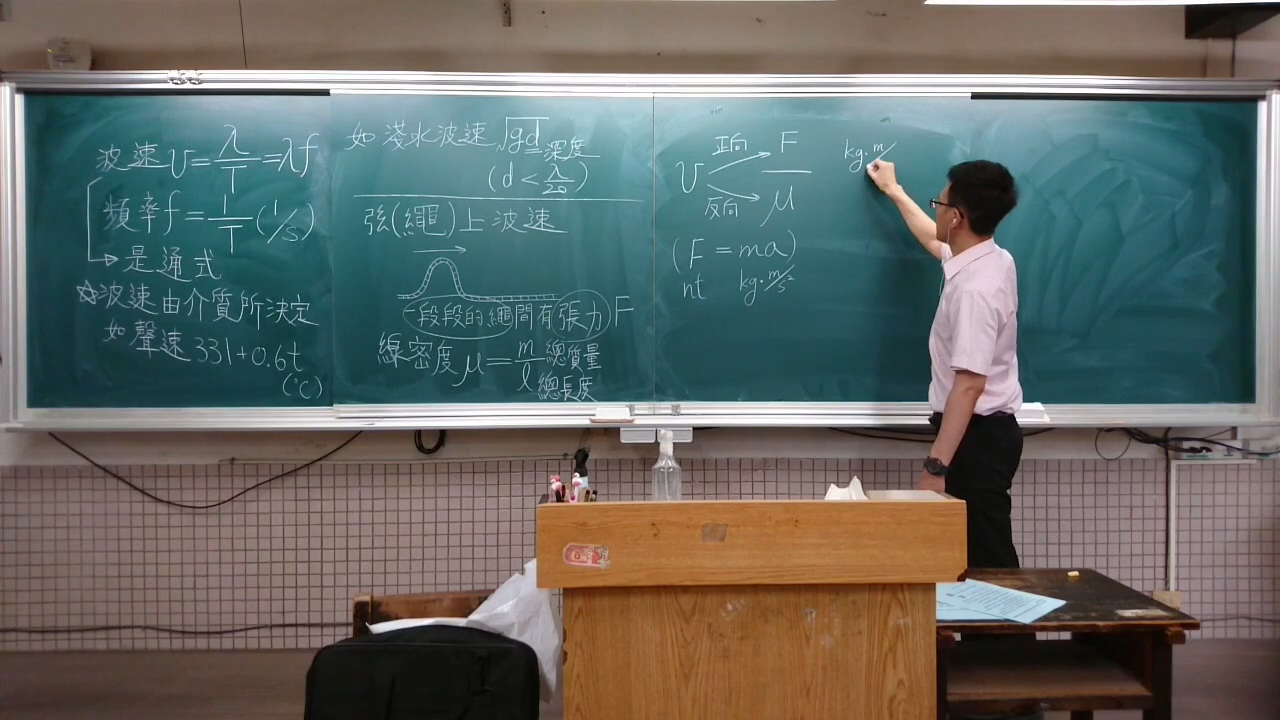 波速 v = λ/T = λf
頻率 f = 1/T (1/s)
是通式
☆波速由介質所決定
如聲速 331+0.6t
(℃)
如 淺水波速 √gd 深度
(d < λ/20)
弦(繩)上波速
一段段的繩間有張力 F
線密度 μ = m/l 總質量
總長度
v 正向 F
反向 μ
(F = ma)
nt kg·m/s²
kg·m/